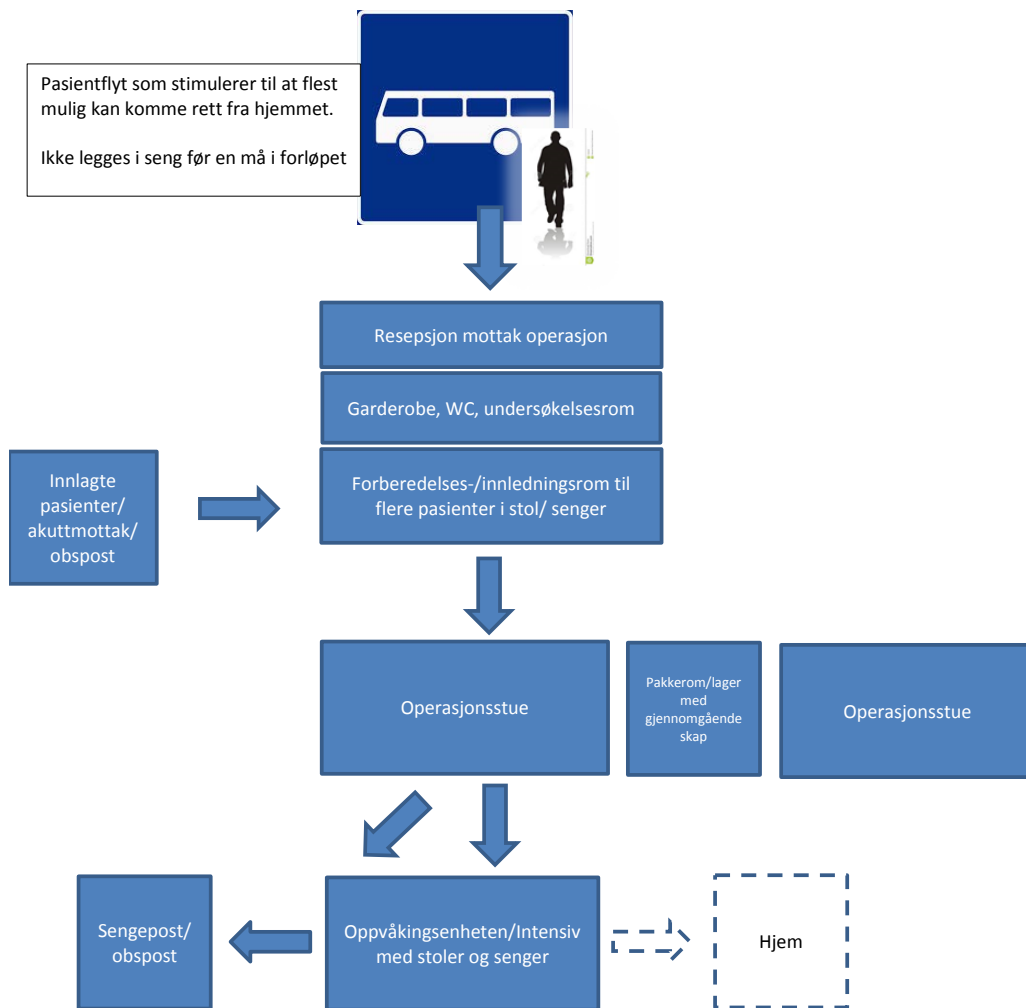 Pasientflyt som stimulerer til at flest
mulig kan komme rett fra hjemmet.
Ikke legges i seng før en må i forløpet
Resepsjon mottak operasjon
Garderobe, WC, undersøkelsesrom
Innlagte
pasienter/
akuttmottak/
obspost
Forberedelses-/innledningsrom til
flere pasienter i stol/ senger
Operasjonsstue
Pakkerom/lager
med
gjennomgående
skap
Operasjonsstue
Sengepost/
obspost
Oppvåkingsenheten/Intensiv
med stoler og senger
Hjem